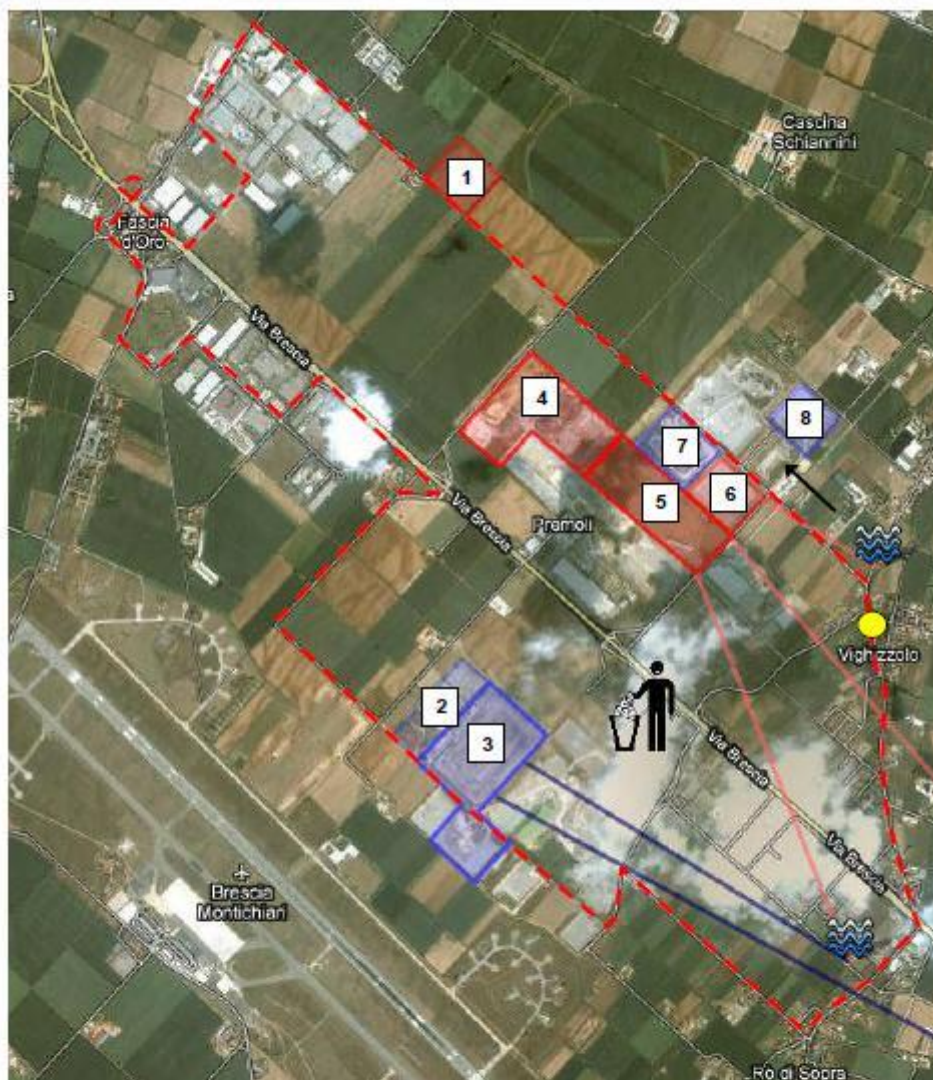 Cascina
Schiannini
1
Fascia
d'Oro
Via Brescia
4
8
7
6
5
Via Brescia
Premoli
Vighizzolo
2
3
Via Brescia
Via Brescia
Brescia
Montichiari
Ro di Sopra